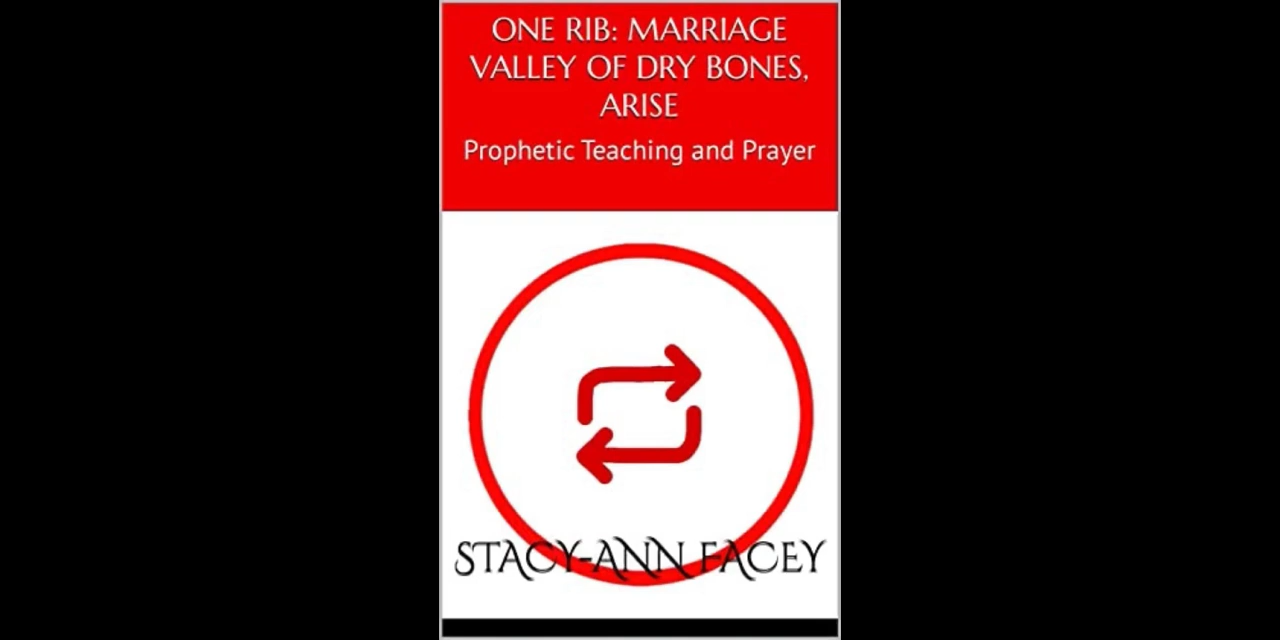 ONE RIB: MARRIAGE
VALLEY OF DRY BONES,
ARISE
Prophetic Teaching and Prayer
STACY-ANN FACEY